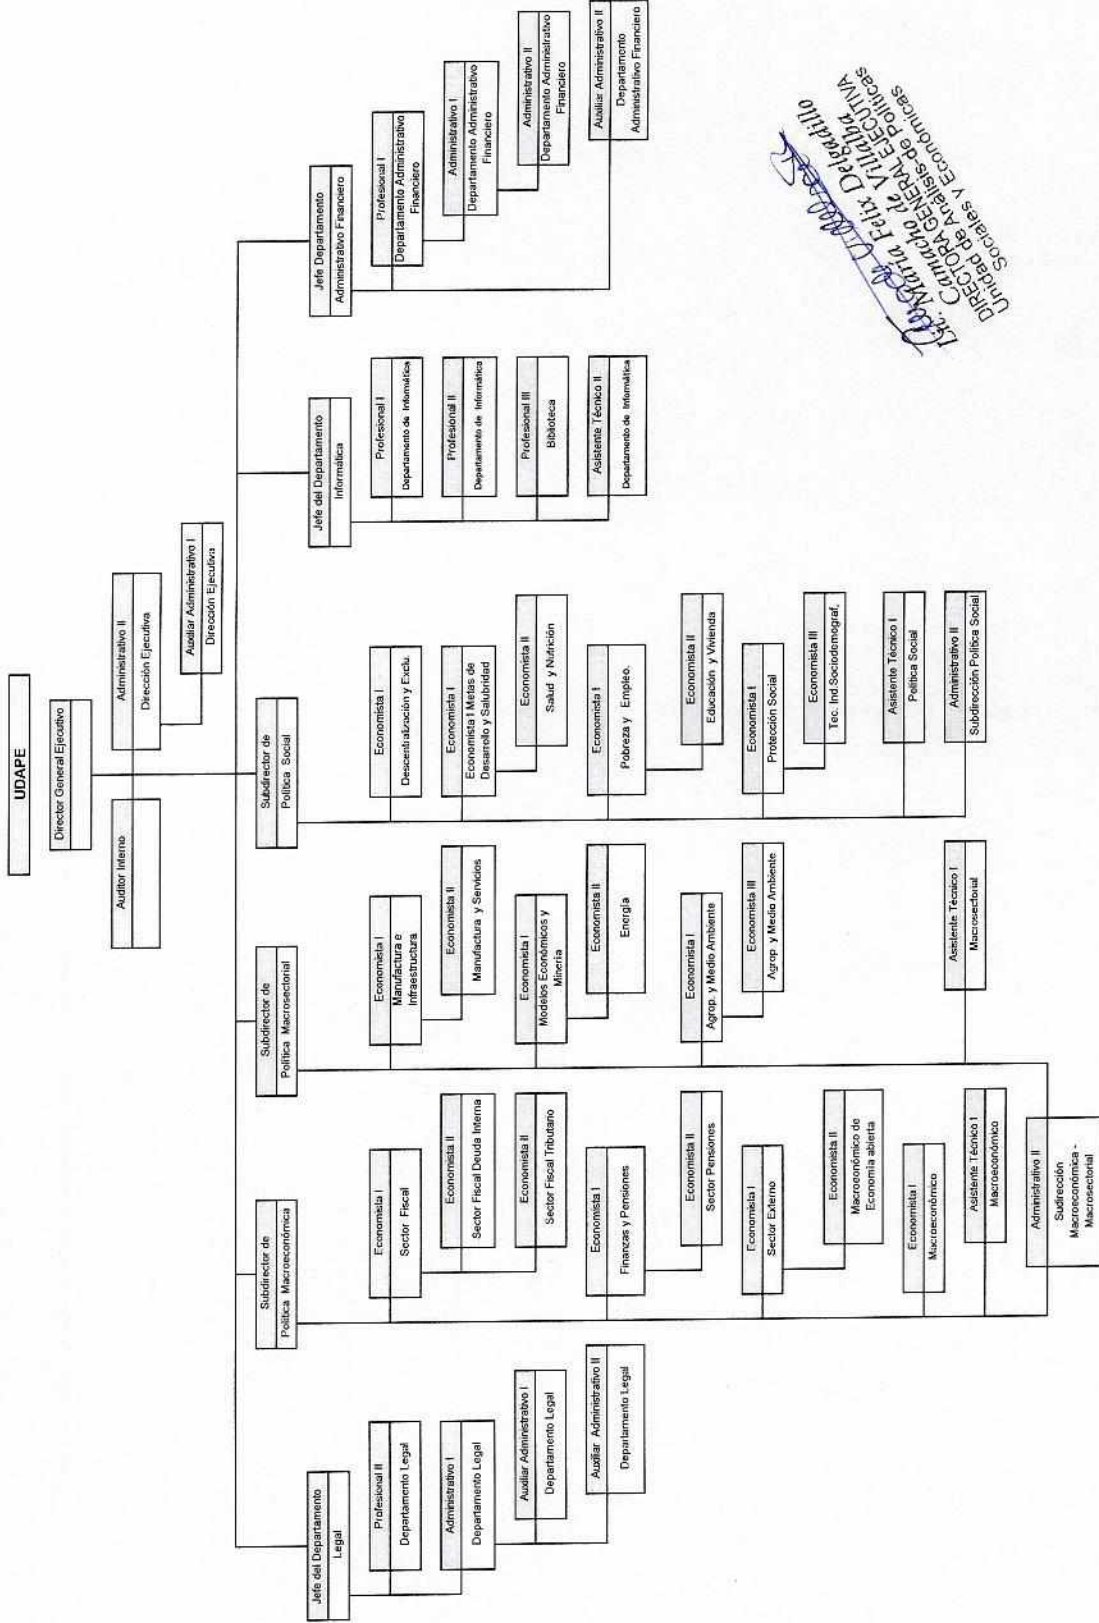 UDAPE
Director General Ejecutivo
Auditor Interno
Administrativo II
Dirección Ejecutiva
Auxiliar Administrativo I
Dirección Ejecutiva
Jefe del Departamento
Legal
Profesional II
Departamento Legal
Administrativo I
Departamento Legal
Auxiliar Administrativo I
Departamento Legal
Auxiliar Administrativo II
Departamento Legal
Subdirector de
Política Macroeconómica
Economista I
Sector Fiscal
Economista II
Sector Fiscal Deuda Interna
Economista II
Sector Fiscal Tributario
Economista I
Finanzas y Pensiones
Economista II
Sector Pensiones
Economista I
Sector Externo
Economista II
Macroeconómico de
Economía abierta
Economista I
Macroeconómico
Asistente Técnico I
Macroeconómico
Administrativo II
Sudirección
Macroeconómica -
Macrosectorial
Subdirector de
Política Macrosectorial
Economista I
Manufactura e
Infraestructura
Economista II
Manufactura y Servicios
Economista I
Modelos Económicos y
Minería
Economista II
Energía
Economista I
Agrop. y Medio Ambiente
Economista III
Agrop y Medio Ambiente
Asistente Técnico I
Macrosectorial
Subdirector de
Política Social
Economista I
Descentralización y Exclu.
Economista I
Economista I Metas de
Desarrollo y Salubridad
Economista II
Salud y Nutrición
Economista I
Pobreza y Empleo.
Economista II
Educación y Vivienda
Economista I
Protección Social
Economista III
Tec. Ind.Sociodemograf,
Asistente Técnico I
Política Social
Administrativo II
Subdirección Política Social
Jefe del Departamento
Informática
Profesional I
Departamento de Informática
Profesional II
Departamento de Informática
Profesional III
Biblioteca
Asistente Técnico II
Departamento de Informática
Jefe Departamento
Administrativo Financiero
Profesional I
Departamento Administrativo
Financiero
Administrativo I
Departamento Administrativo
Financiero
Administrativo II
Departamento Administrativo
Financiero
Auxiliar Administrativo II
Departamento
Administrativo Financiero
Lic. María Felix Delgadillo
Camacho de Villalba
DIRECTORA GENERAL EJECUTIVA
Unidad de Análisis de Políticas
Sociales y Económicas